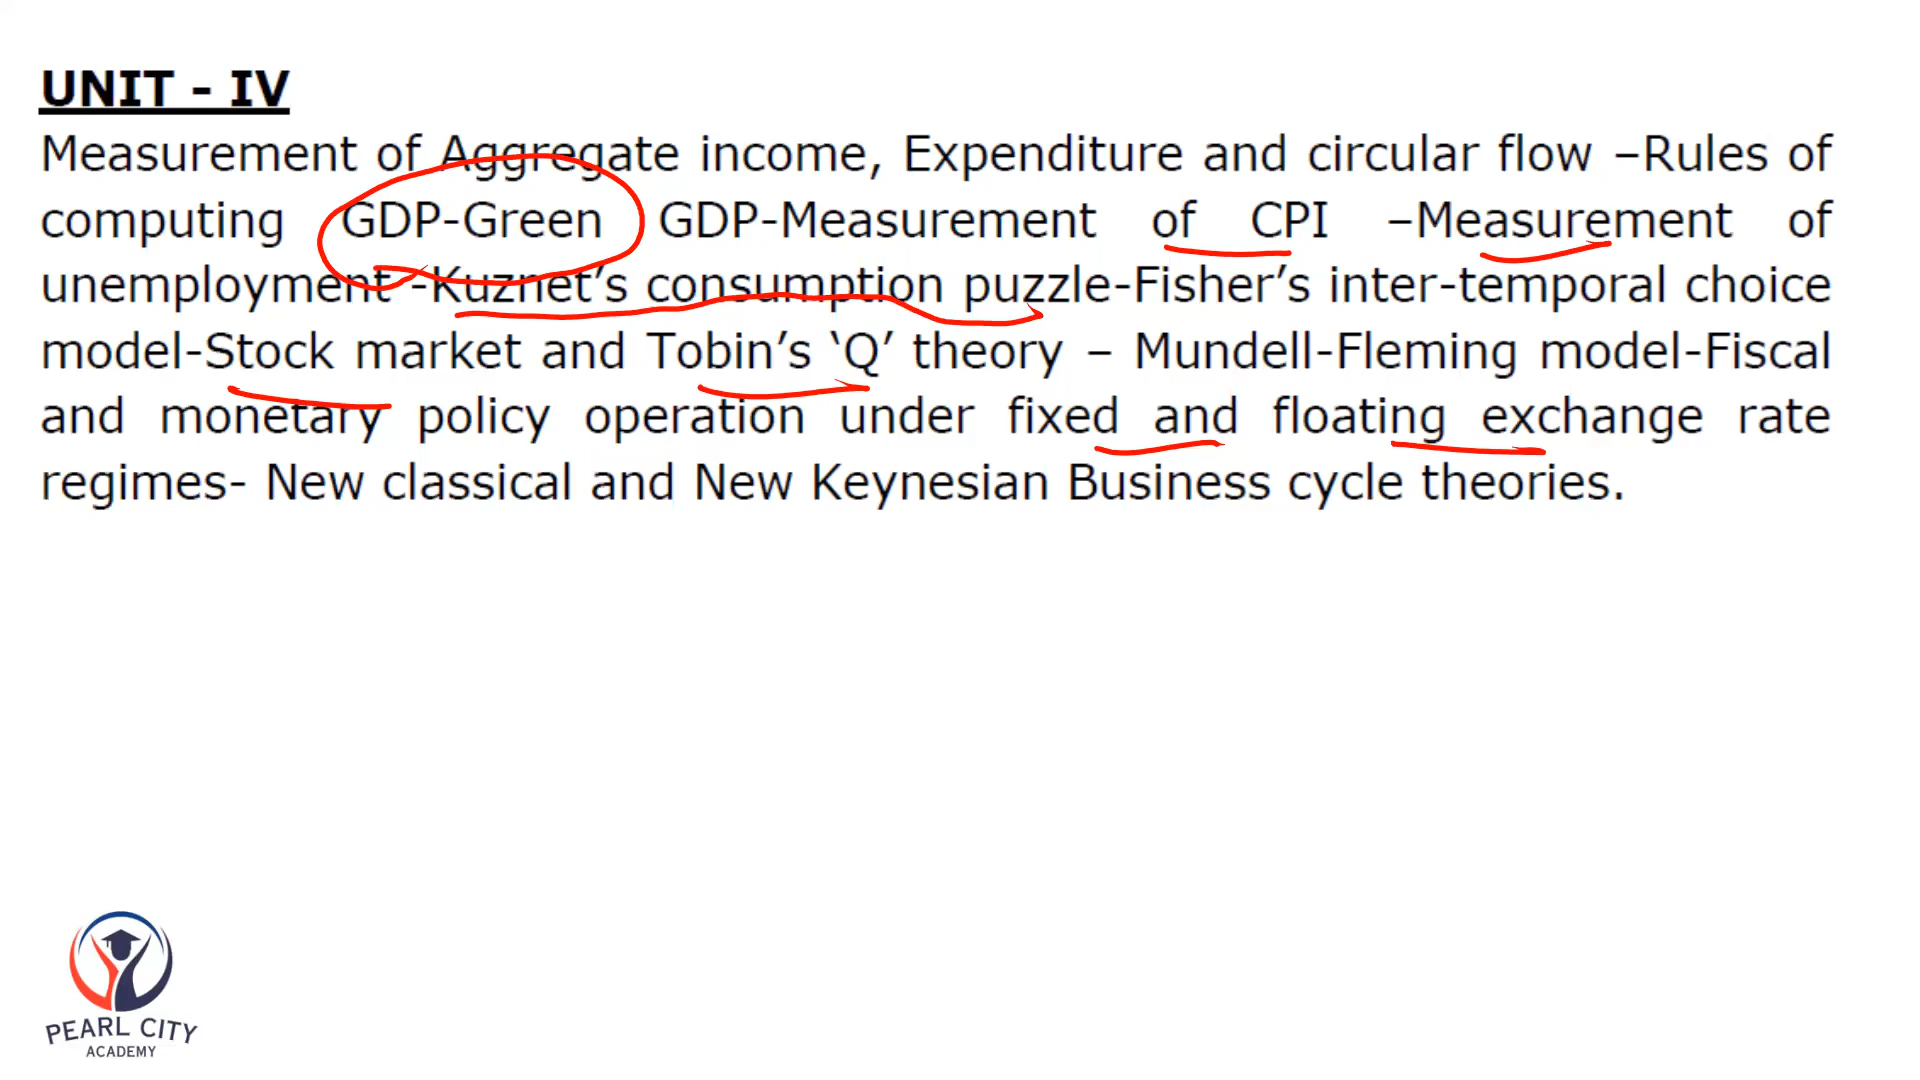 UNIT - IV
Measurement of Aggregate income, Expenditure and circular flow –Rules of
computing GDP-Green GDP-Measurement of CPI –Measurement of
unemployment -Kuznet’s consumption puzzle-Fisher’s inter-temporal choice
model-Stock market and Tobin’s ‘Q’ theory – Mundell-Fleming model-Fiscal
and monetary policy operation under fixed and floating exchange rate
regimes- New classical and New Keynesian Business cycle theories.
PEARL CITY
ACADEMY